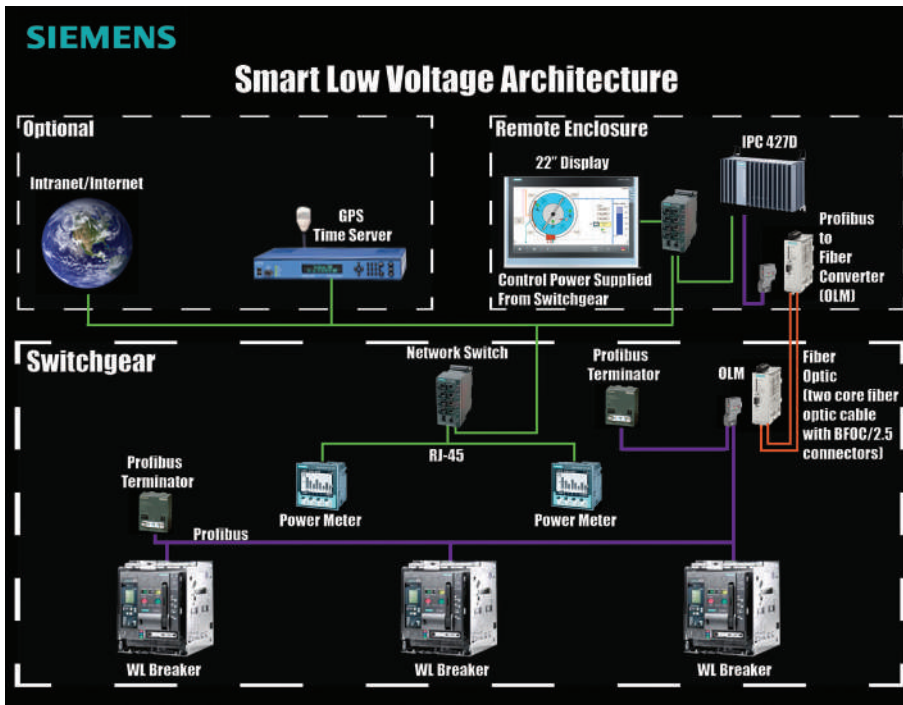 SIEMENS
Smart Low Voltage Architecture
Optional
Intranet/Internet
GPS
Time Server
Remote Enclosure
22" Display
IPC 427D
Control Power Supplied
From Switchgear
Profibus
to
Fiber
Converter
(OLM)
Switchgear
Network Switch
Profibus
Terminator
OLM
Fiber
Optic
(two core fiber
optic cable
with BFOC/2.5
connectors)
RJ-45
Profibus
Terminator
Power Meter
Power Meter
Profibus
WL Breaker
WL Breaker
WL Breaker